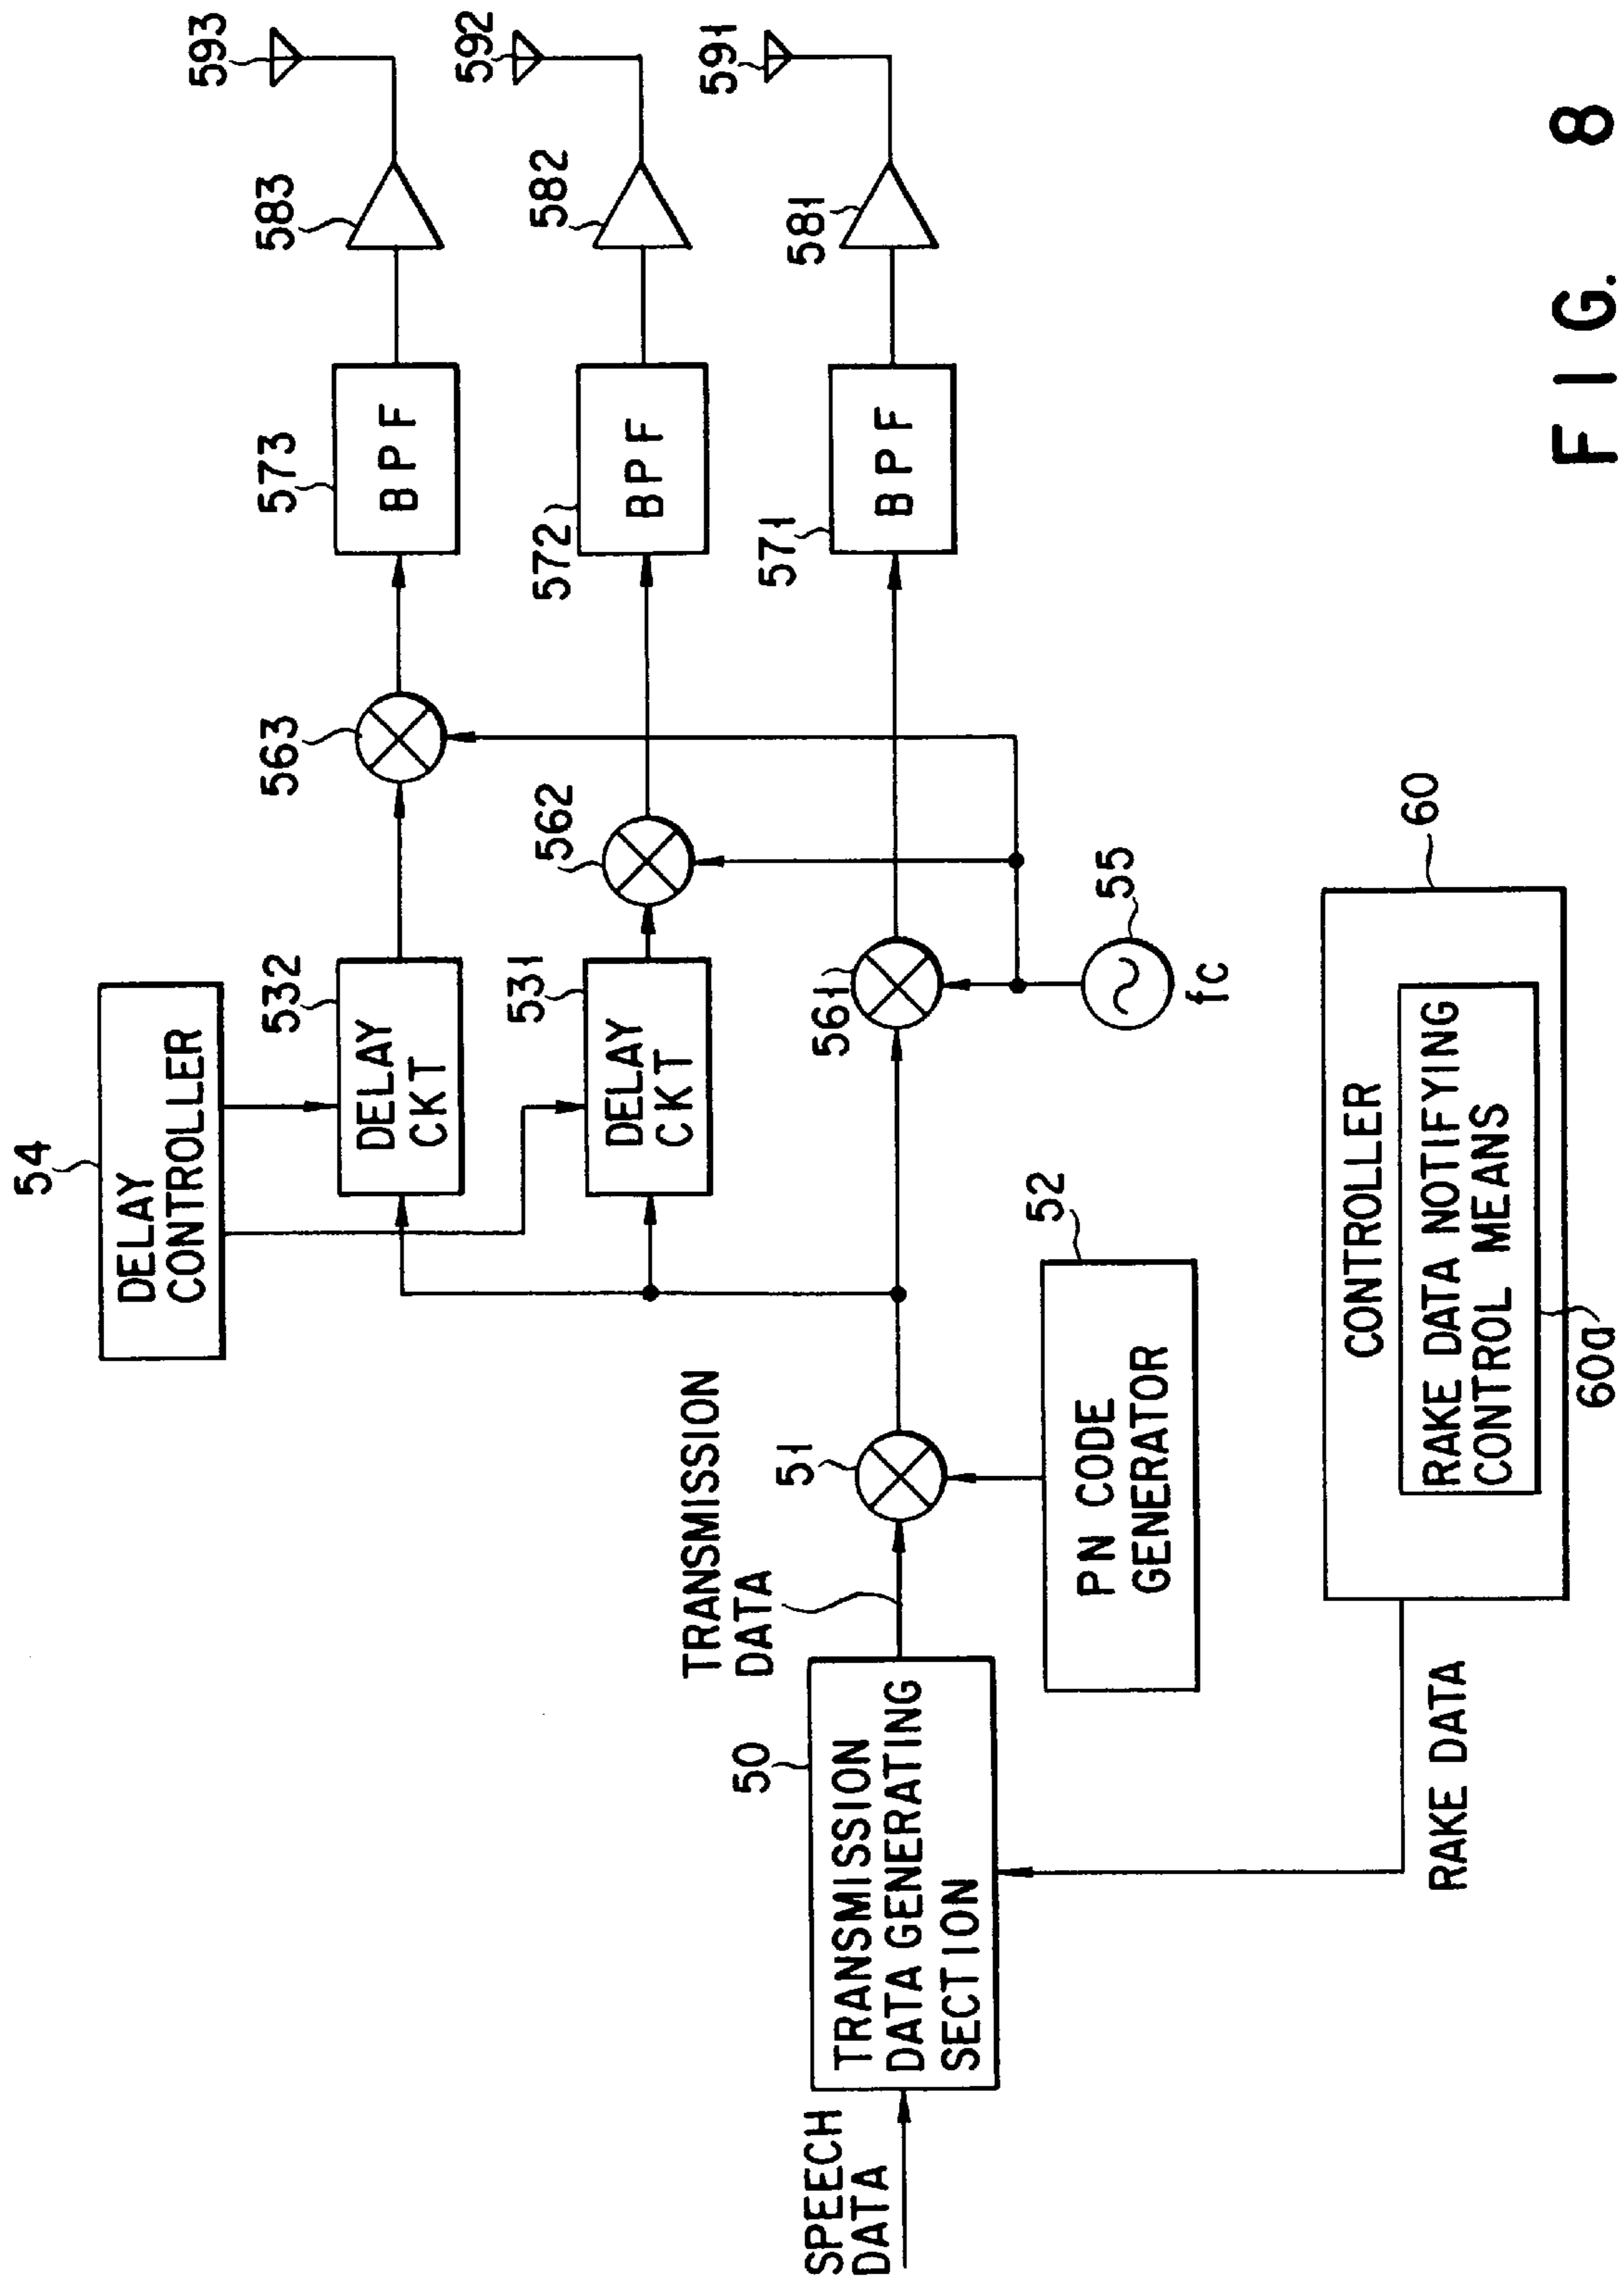 54
DELAY
CONTROLLER
532
DELAY
CKT
563
573
BPF
583
593
531
DELAY
CKT
562
572
BPF
582
592
TRANSMISSION
DATA
SPEECH
DATA
50
TRANSMISSION
DATA GENERATING
SECTION
51
561
571
BPF
581
591
52
PN CODE
GENERATOR
55
fc
RAKE DATA
60
CONTROLLER
RAKE DATA NOTIFYING
CONTROL MEANS
60a
FIG. 8